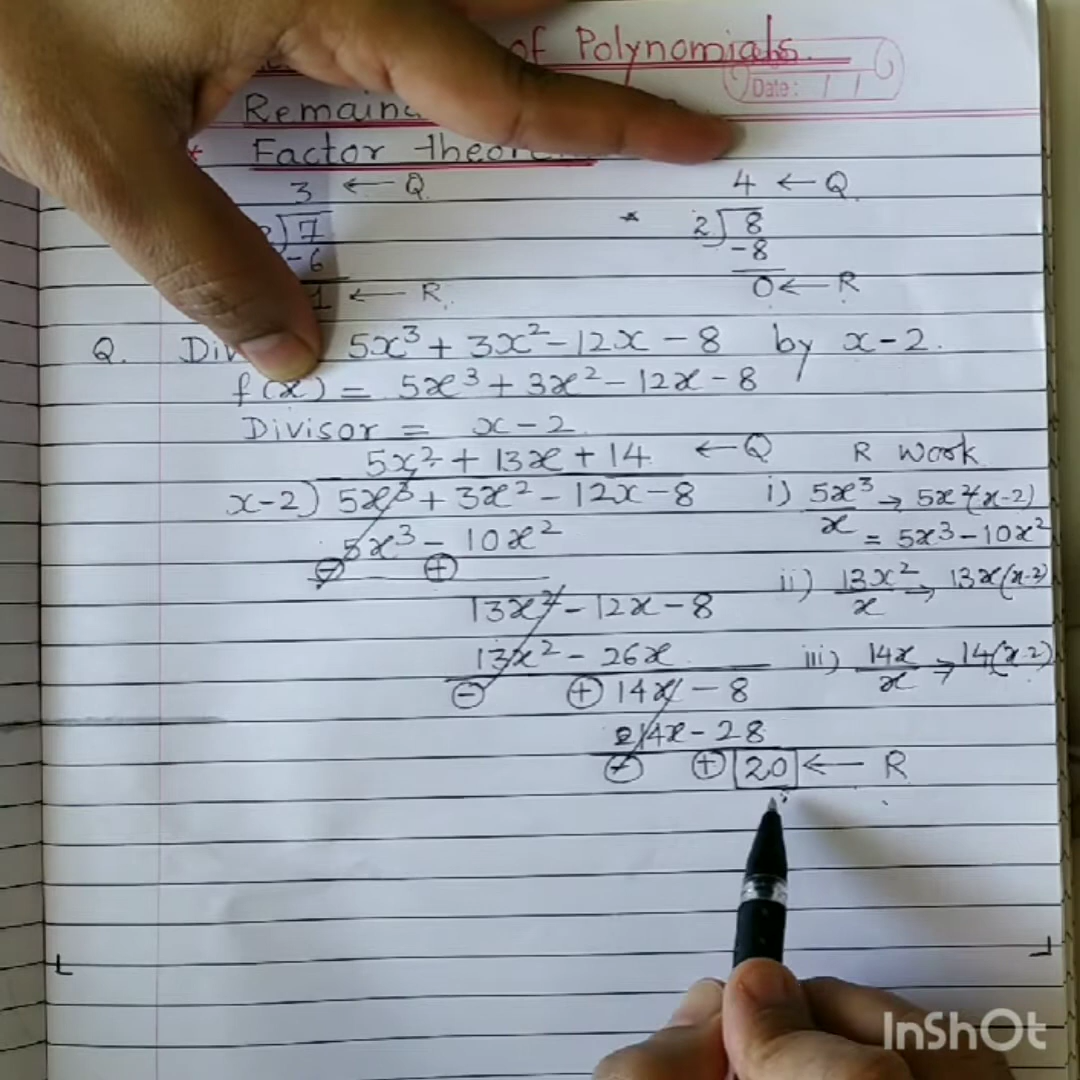 of Polynomials.
Date : / /
Factor
3 ← Q
7
-6
1 ← R
* 4 ← Q
2)8
-8
0 ← R
Q. 5x³ + 3x² - 12x - 8 by x - 2.
f(x) = 5x³ + 3x² - 12x - 8
Divisor = x - 2
5x² + 13x + 14 ← Q
x-2) 5x³ + 3x² - 12x - 8
5x³ - 10x²
⊖ ⊕
13x² - 12x - 8
13x² - 26x
⊖ ⊕ 14x - 8
14x - 28
⊖ ⊕ 20 ← R
R Work
i) 5x³/x → 5x²(x-2)
= 5x³ - 10x²
ii) 13x²/x → 13x(x-2)
iii) 14x/x → 14(x-2)
InShOt